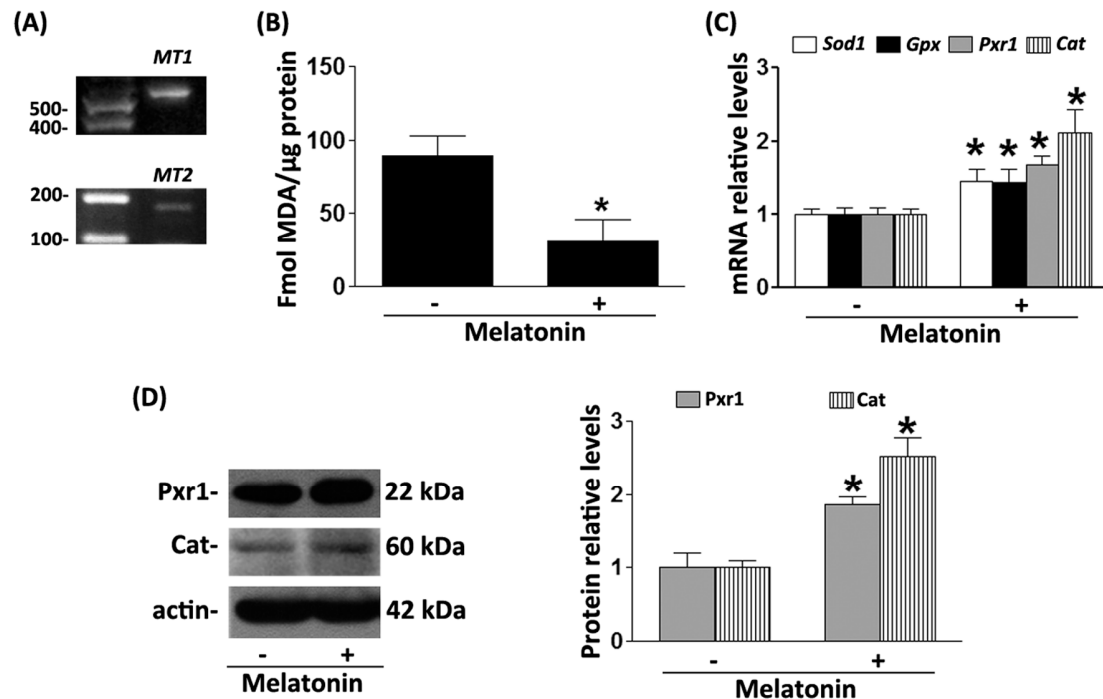 (A)
MT1
500-
400-
MT2
200-
100-
(B)
Fmol MDA/µg protein
150
100
50
0
*
- +
Melatonin
(C)
Sod1 Gpx Pxr1 Cat
mRNA relative levels
3
2
1
0
* * * *
- +
Melatonin
(D)
Pxr1- 22 kDa
Cat- 60 kDa
actin- 42 kDa
- +
Melatonin
Pxr1 Cat
Protein relative levels
3
2
1
0
* *
- +
Melatonin